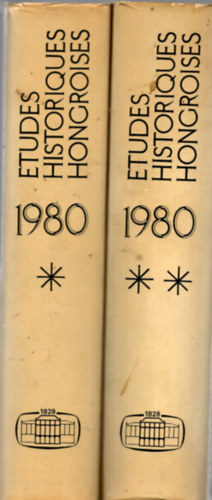 ETUDES
HISTORIQUES
HONGROISES
1980
*
1828
ETUDES
HISTORIQUES
HONGROISES
1980
* *
1828